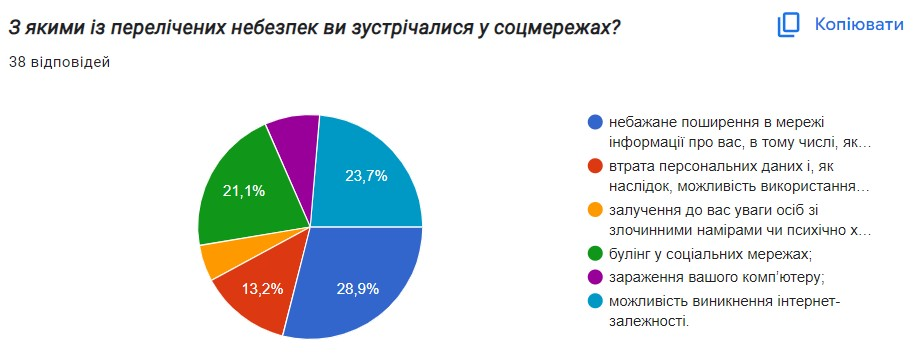 З якими із перелічених небезпек ви зустрічалися у соцмережах?
Копіювати
38 відповідей
23,7%
21,1%
13,2%
28,9%
небажане поширення в мережі
інформації про вас, в тому числі, як…
втрата персональних даних і, як
наслідок, можливість використання…
залучення до вас уваги осіб зі
злочинними намірами чи психічно х…
булінг у соціальних мережах;
зараження вашого комп’ютеру;
можливість виникнення інтернет-
залежності.